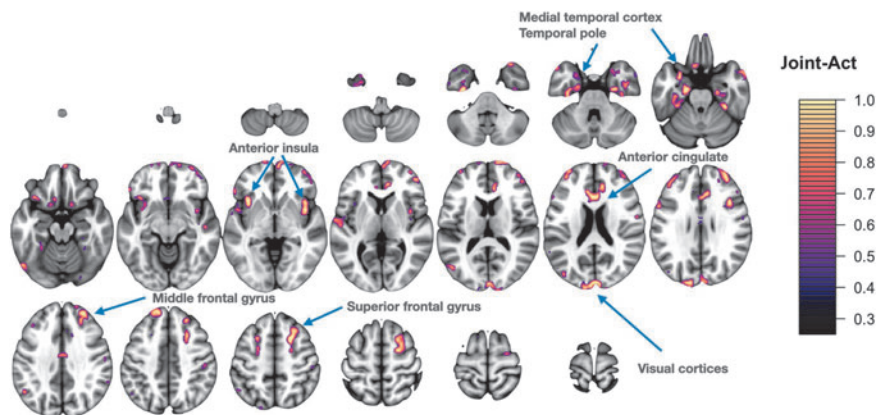 Medial temporal cortex
Temporal pole
Joint-Act
1.0
0.9
0.8
0.7
0.6
0.5
0.4
0.3
Anterior insula
Anterior cingulate
Middle frontal gyrus
Superior frontal gyrus
Visual cortices